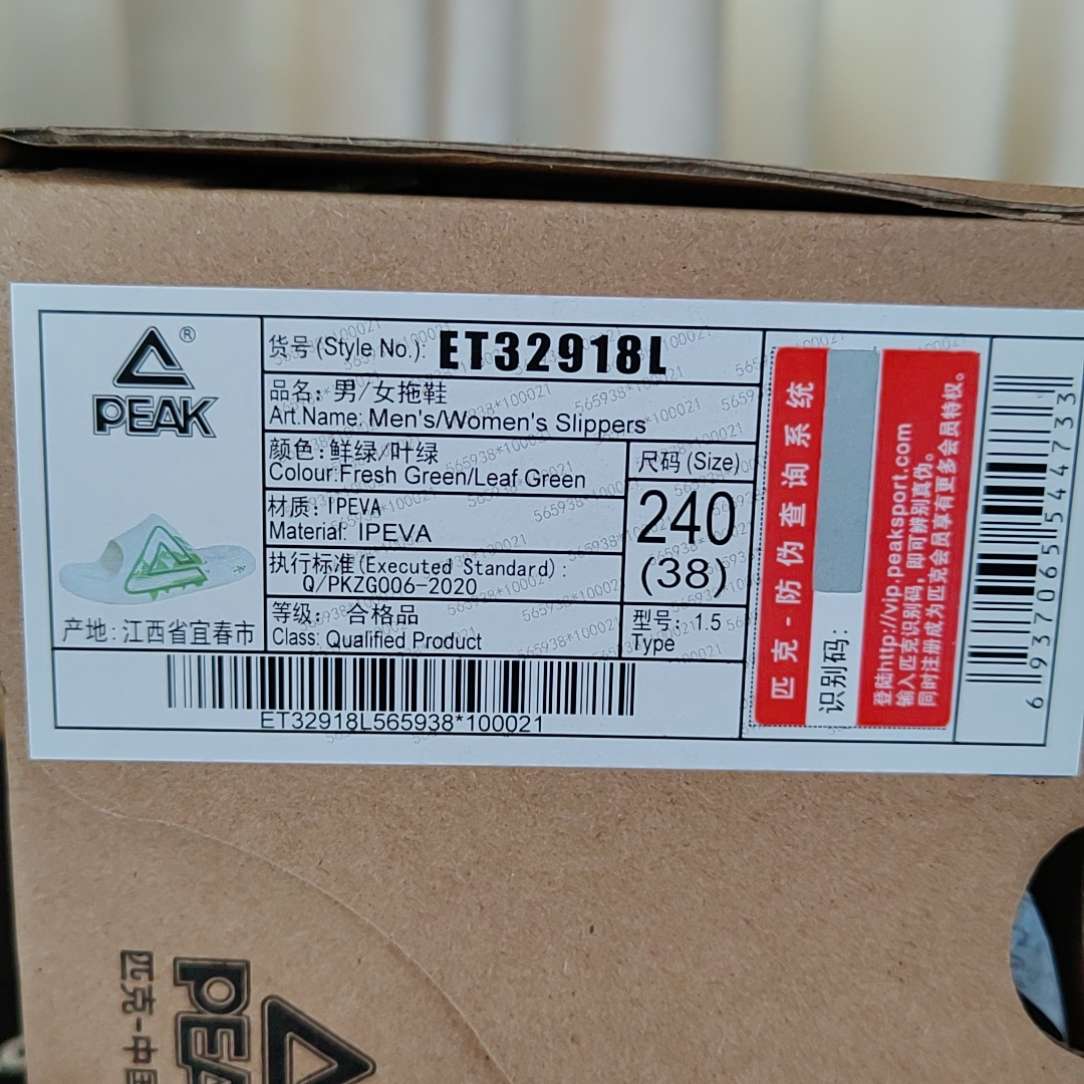 PEAK®
产地:江西省宜春市
货号(Style No.): ET32918L
品名: 男/女拖鞋
Art.Name: Men's/Women's Slippers
颜色:鲜绿/叶绿
Colour:Fresh Green/Leaf Green
材质: IPEVA
Material: IPEVA
执行标准(Executed Standard):
Q/PKZG006-2020
等级: 合格品
Class: Qualified Product
尺码(Size)
240
(38)
型号: 1.5
Type
ET32918L565938*100021
匹克-防伪查询系统
识别码:
登陆http://vip.peaksport.com
输入匹克识别码,即可辨别真伪。
同时注册成为匹克会员享有更多会员特权。
6937065544733
565938*100021
PEAK
匹克-中国